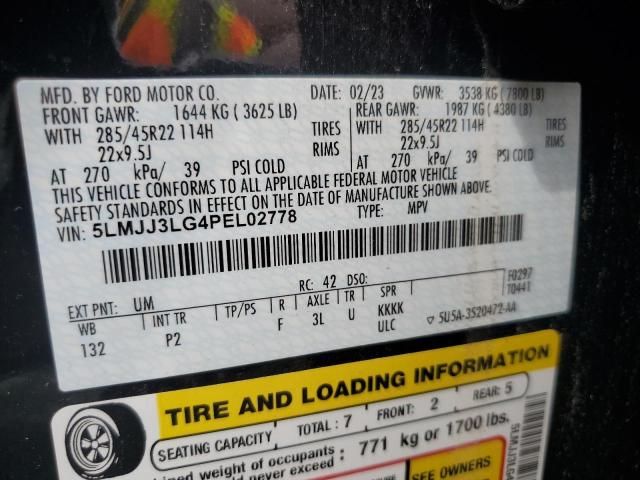 MFD. BY FORD MOTOR CO.
DATE: 02/23 GVWR: 3538 KG (7800 LB)
FRONT GAWR: 1644 KG (3625 LB)
REAR GAWR: 1987 KG (4380 LB)
WITH 285/45R22 114H TIRES
WITH 285/45R22 114H TIRES
22x9.5J RIMS
22x9.5J RIMS
AT 270 kPa/ 39 PSI COLD
AT 270 kPa/ 39 PSI COLD
THIS VEHICLE CONFORMS TO ALL APPLICABLE FEDERAL MOTOR VEHICLE
SAFETY STANDARDS IN EFFECT ON THE DATE OF MANUFACTURE SHOWN ABOVE.
VIN: 5LMJJ3LG4PEL02778
TYPE: MPV
F0297
T0441
EXT PNT: UM RC: 42 DSO:
WB INT TR TP/PS R AXLE TR SPR
132 P2 F 3L U KKKK
ULC
5U5A-3520472-AA
TIRE AND LOADING INFORMATION
SEATING CAPACITY TOTAL: 7 FRONT: 2 REAR: 5
weight of occupants
never exceed: 771 kg or 1700 lbs.
SEE OWNERS